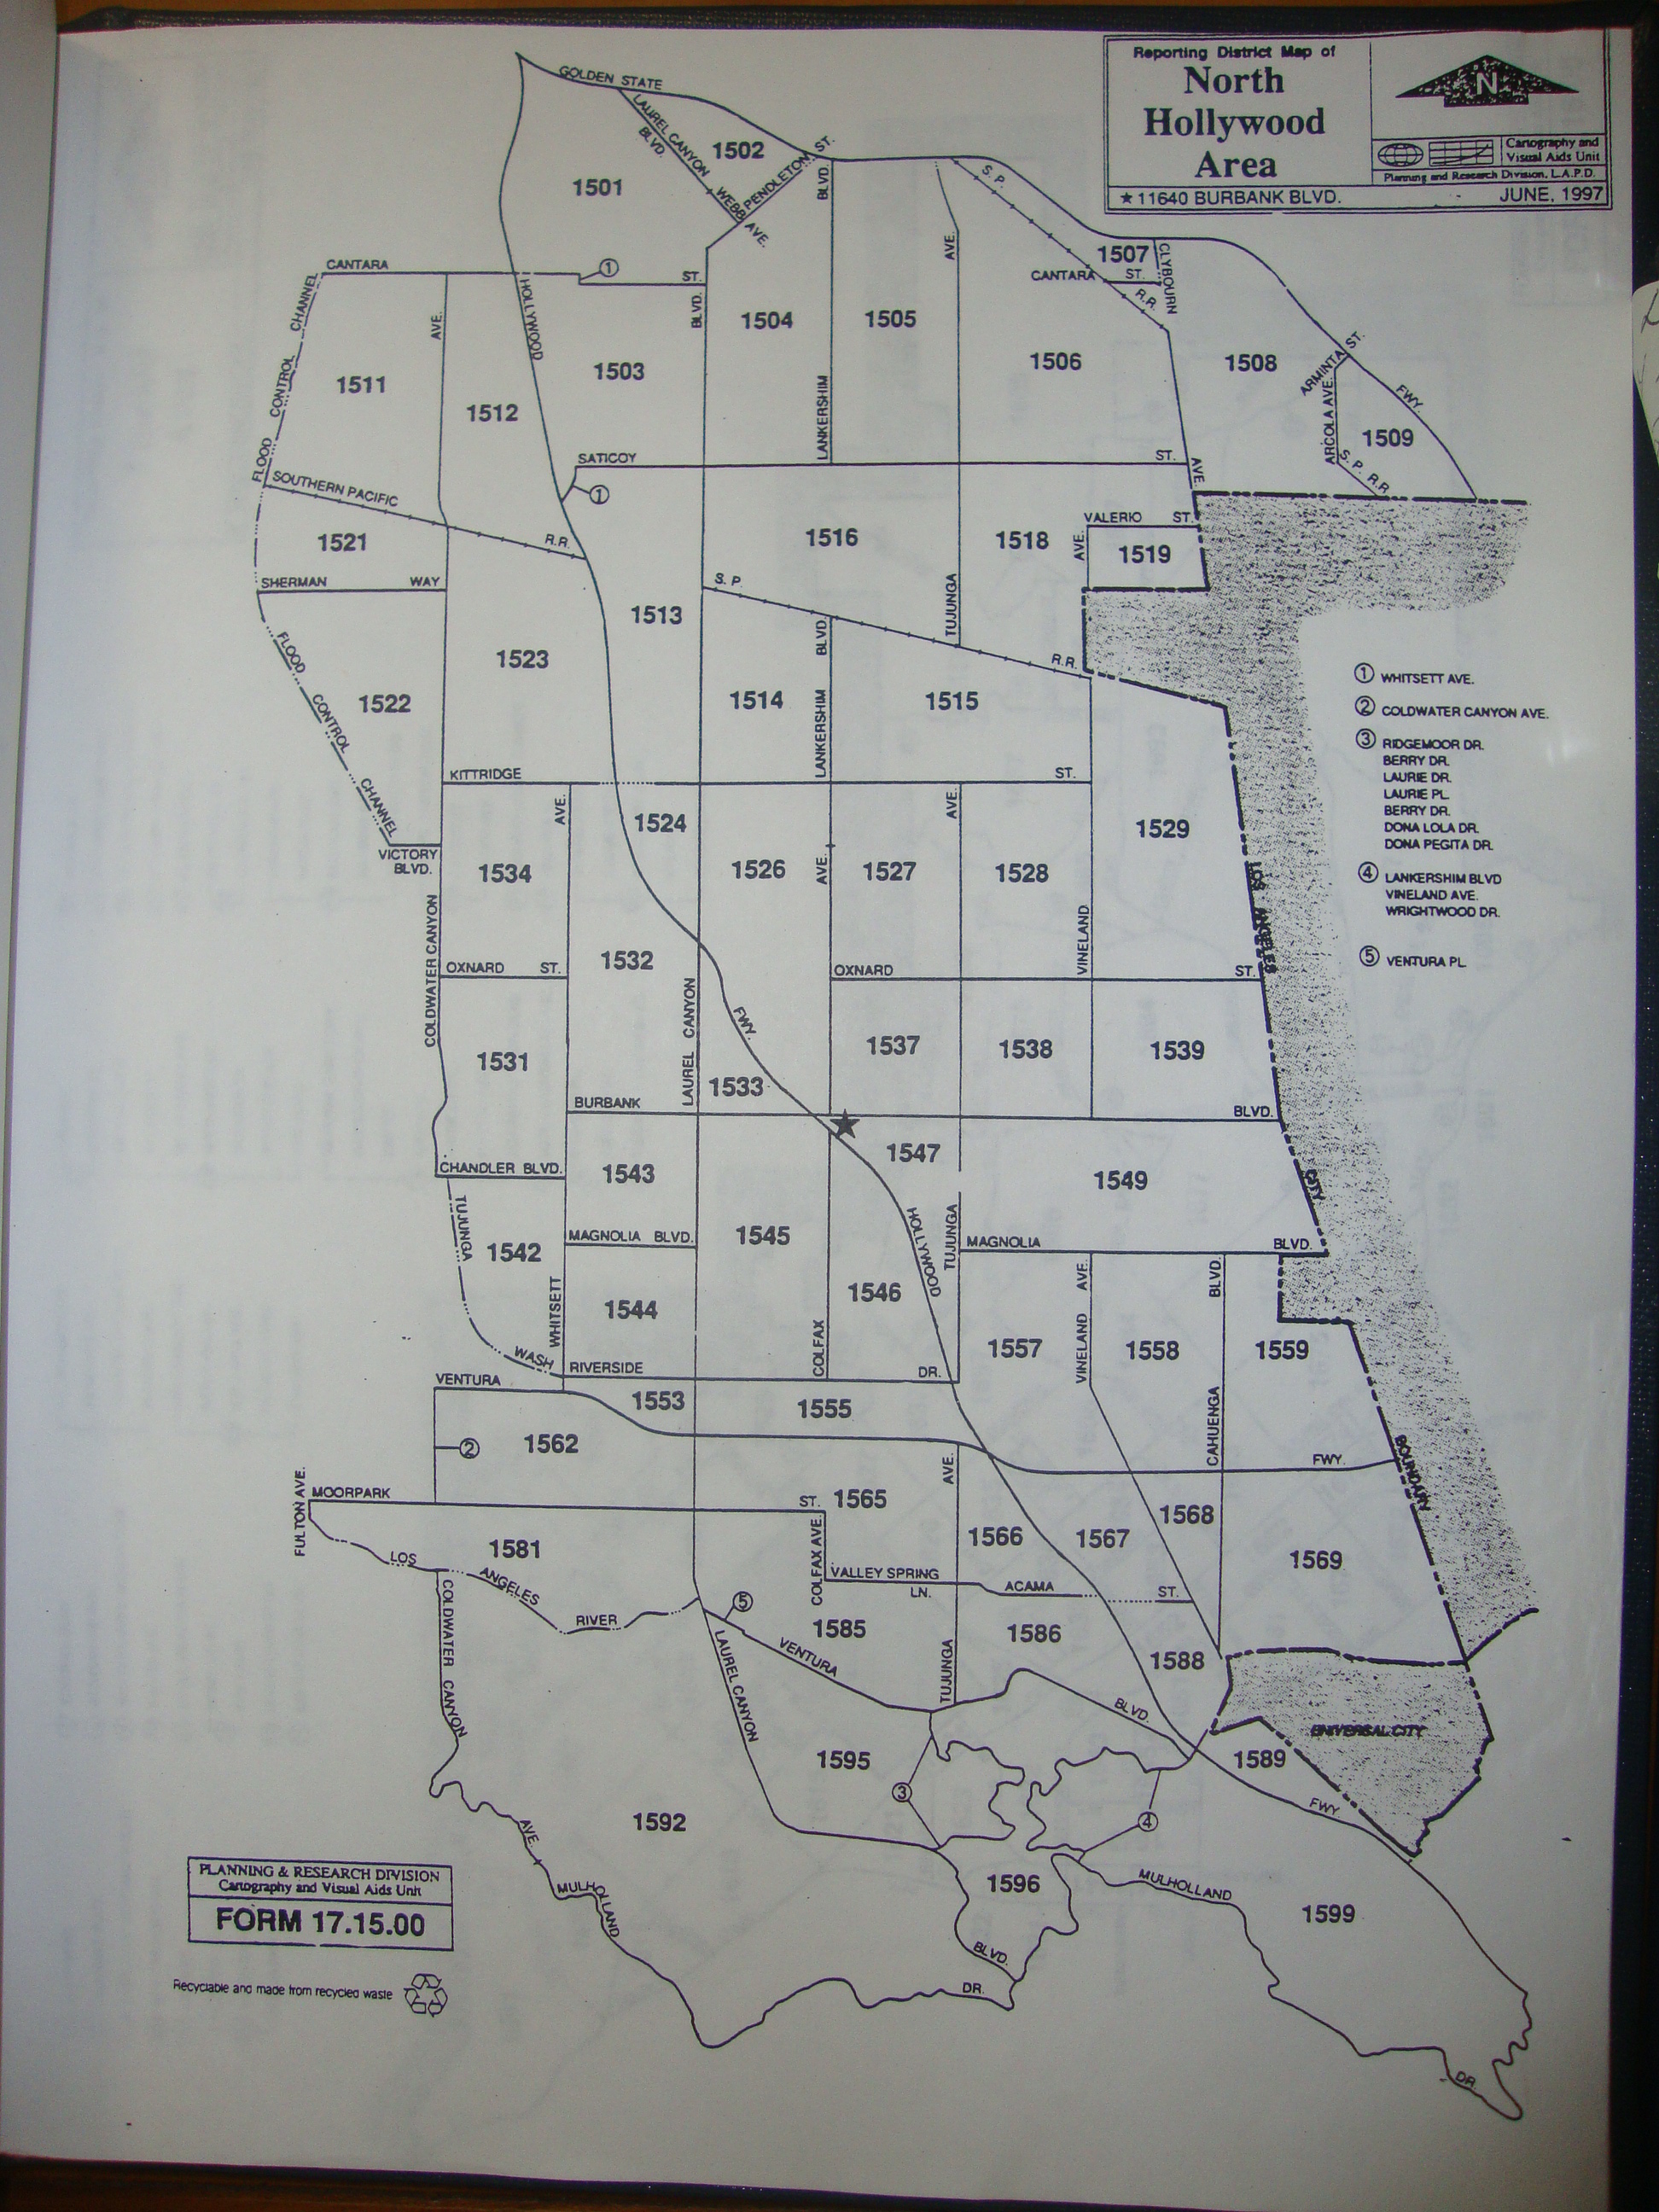 Reporting District Map of
North
Hollywood
Area
N
Cartography and
Visual Aids Unit
Planning and Research Division, L.A.P.D.
★ 11640 BURBANK BLVD.
JUNE, 1997
GOLDEN STATE
LAUREL CANYON
BLVD.
1502
PENDLETON ST.
WEBB
AVE.
1501
BLVD.
S. P.
1507
CLYBOURN
CANTARA
ST.
R.R.
CANTARA
①
ST.
CHANNEL
HOLLYWOOD
AVE.
BLVD.
AVE.
1504
1505
1506
1508
ARMINTA ST.
FWY.
ARCOLA AVE.
1509
S. P. R.R.
1503
1511
1512
CONTROL
FLOOD
LANKERSHIM
SATICOY
ST.
AVE.
①
SOUTHERN PACIFIC
R.R.
1521
1516
1518
VALERIO ST.
AVE.
1519
SHERMAN WAY
S. P.
TUJUNGA
1513
BLVD.
R.R.
FLOOD
CONTROL
CHANNEL
1523
1522
1514
LANKERSHIM
1515
① WHITSETT AVE.
② COLDWATER CANYON AVE.
③ RIDGEMOOR DR.
BERRY DR.
LAURIE DR.
LAURIE PL.
BERRY DR.
DONA LOLA DR.
DONA PEGITA DR.
④ LANKERSHIM BLVD
VINELAND AVE.
WRIGHTWOOD DR.
⑤ VENTURA PL.
KITTRIDGE
ST.
AVE.
AVE.
1524
1529
VICTORY
BLVD.
1534
1526
AVE.
1527
1528
LOS ANGELES
COLDWATER CANYON
1532
VINELAND
OXNARD ST.
OXNARD
ST.
LAUREL CANYON
FWY.
1531
1533
1537
1538
1539
BURBANK
BLVD.
★
1547
CHANDLER BLVD.
1543
1549
CITY
TUJUNGA
HOLLYWOOD
TUJUNGA
1542
MAGNOLIA BLVD.
1545
MAGNOLIA
BLVD.
WHITSETT
1544
1546
AVE.
BLVD.
COLFAX
VINELAND
1557
1558
1559
WASH
RIVERSIDE
DR.
VENTURA
1553
1555
CAHUENGA
②
1562
AVE.
FWY.
BOUNDARY
FULTON AVE.
MOORPARK
ST.
1565
1568
COLFAX AVE.
1566
1567
1581
1569
LOS
ANGELES
RIVER
VALLEY SPRING
LN.
ACAMA
ST.
COLDWATER CANYON
⑤
1585
1586
VENTURA
TUJUNGA
1588
LAUREL CANYON
BLVD.
UNIVERSAL CITY
1595
1589
③
④
FWY
1592
AVE.
MULHOLLAND
1596
MULHOLLAND
1599
BLVD.
DR.
DR.
PLANNING & RESEARCH DIVISION
Cartography and Visual Aids Unit
FORM 17.15.00
Recyclable and made from recycled waste